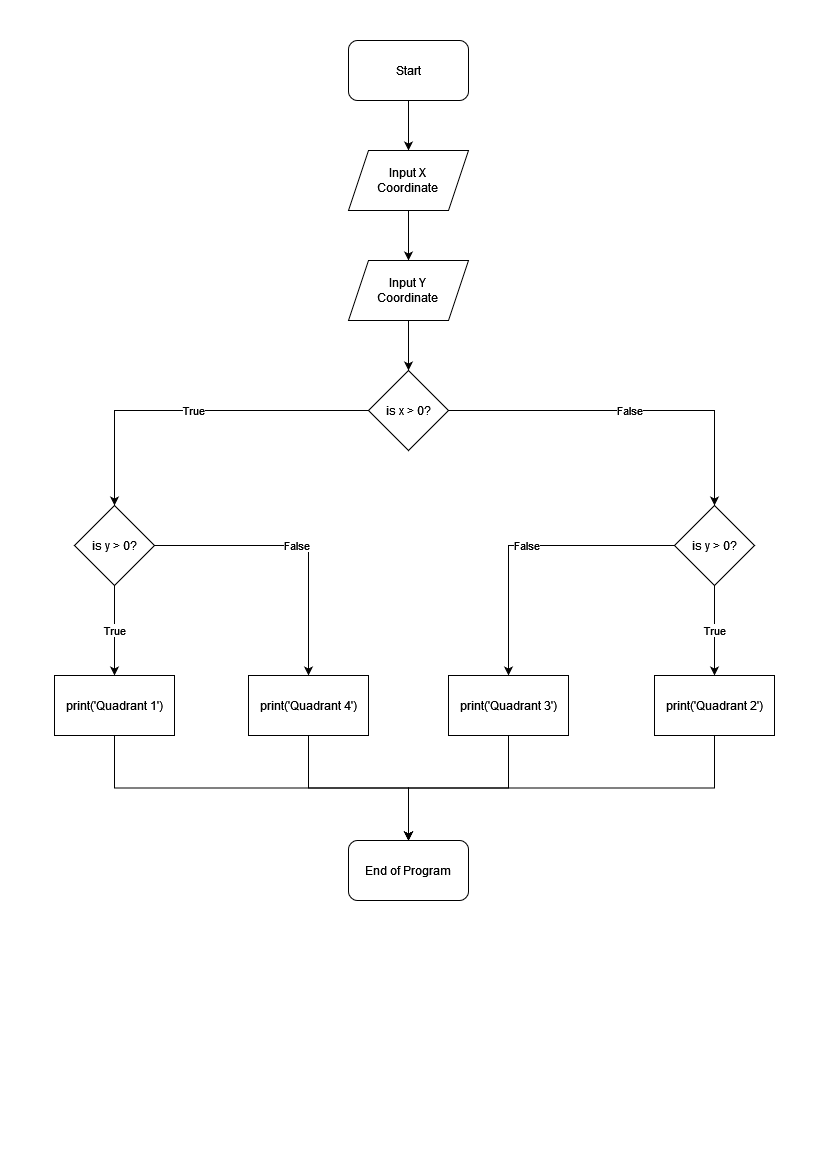 Start
Input X
Coordinate
Input Y
Coordinate
is x > 0?
True
False
is y > 0?
False
False
is y > 0?
True
True
print('Quadrant 1')
print('Quadrant 4')
print('Quadrant 3')
print('Quadrant 2')
End of Program